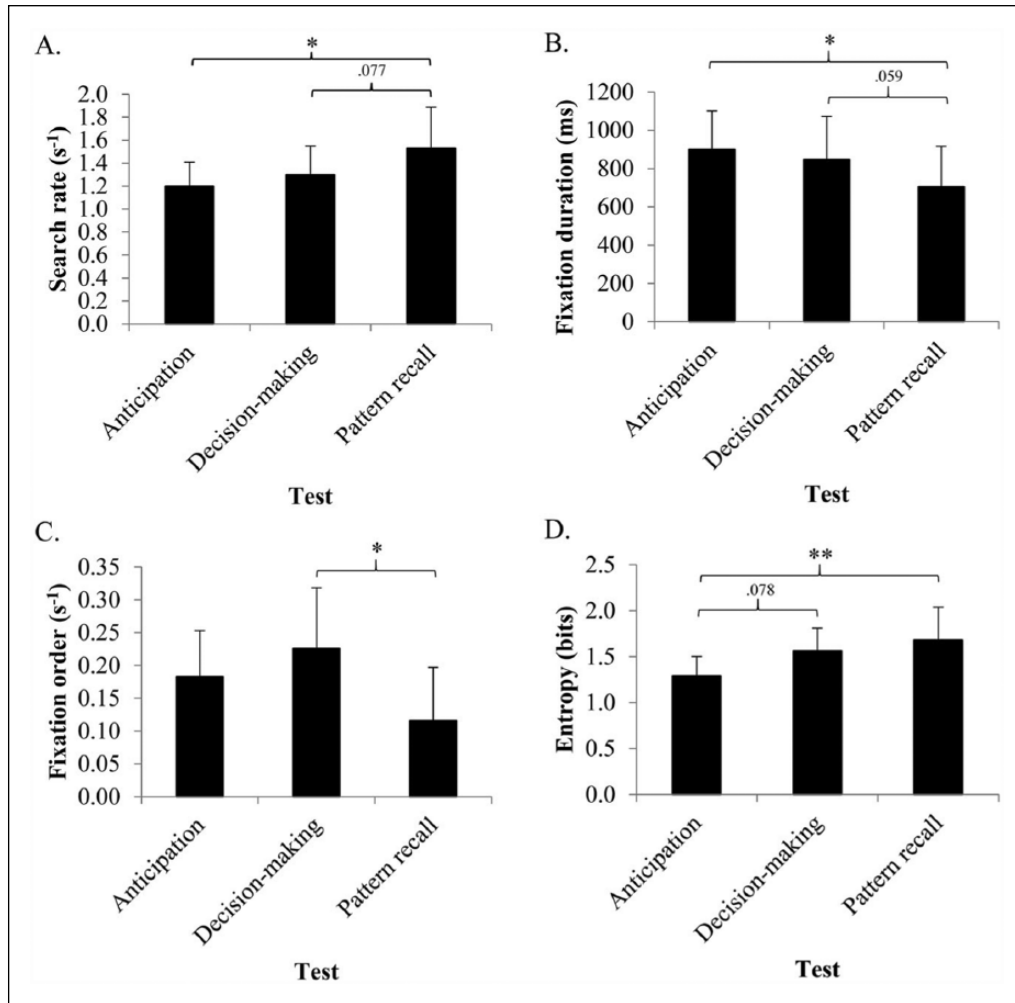 A.
*
.077
Search rate (s⁻¹)
2.0
1.8
1.6
1.4
1.2
1.0
0.8
0.6
0.4
0.2
0.0
Anticipation
Decision-making
Pattern recall
Test
B.
*
.059
Fixation duration (ms)
1200
1000
800
600
400
200
0
Anticipation
Decision-making
Pattern recall
Test
C.
*
Fixation order (s⁻¹)
0.35
0.30
0.25
0.20
0.15
0.10
0.05
0.00
Anticipation
Decision-making
Pattern recall
Test
D.
**
.078
Entropy (bits)
2.5
2.0
1.5
1.0
0.5
0.0
Anticipation
Decision-making
Pattern recall
Test